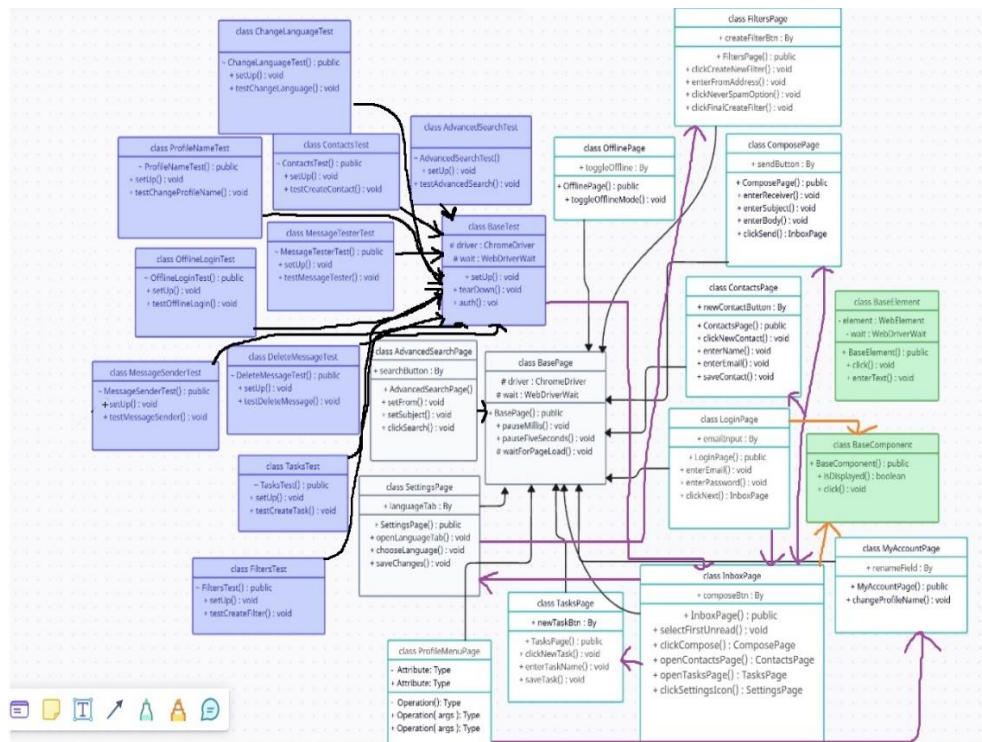 class ChangeLanguageTest
- ChangeLanguageTest() : public
+ setUp() : void
+ testChangeLanguage() : void
class ProfileNameTest
- ProfileNameTest() : public
+ setUp() : void
+ testChangeProfileName() : void
class ContactsTest
- ContactsTest() : public
+ setUp() : void
+ testCreateContact() : void
class AdvancedSearchTest
- AdvancedSearchTest()
+ setUp() : void
+ testAdvancedSearch() : void
class OfflineLoginTest
- OfflineLoginTest() : public
+ setUp() : void
+ testOfflineLogin() : void
class MessageTesterTest
- MessageTesterTest() : public
+ setUp() : void
+ testMessageTester() : void
class BaseTest
# driver : ChromeDriver
# wait : WebDriverWait
+ setUp() : void
+ tearDown() : void
+ auth() : voi
class MessageSenderTest
- MessageSenderTest() : public
+ setUp() : void
+ testMessageSender() : void
class DeleteMessageTest
- DeleteMessageTest() : public
+ setUp() : void
+ testDeleteMessage() : void
class TasksTest
- TasksTest() : public
+ setUp() : void
+ testCreateTask() : void
class FiltersTest
- FiltersTest() : public
+ setUp() : void
+ testCreateFilter() : void
class AdvancedSearchPage
+ searchButton : By
+ AdvancedSearchPage()
+ setFrom() : void
+ setSubject() : void
+ clickSearch() : void
class SettingsPage
+ languageTab : By
+ SettingsPage() : public
+ openLanguageTab() : void
+ chooseLanguage() : void
+ saveChanges() : void
class ProfileMenuPage
- Attribute: Type
+ Attribute: Type
- Operation(): Type
+ Operation( args ): Type
+ Operation( args ): Type
class BasePage
# driver : ChromeDriver
# wait : WebDriverWait
+ BasePage() : public
+ pauseMillis() : void
+ pauseFiveSeconds() : void
# waitForPageLoad() : void
class TasksPage
+ newTaskBtn : By
+ TasksPage() : public
+ clickNewTask() : void
+ enterTaskName() : void
+ saveTask() : void
class OfflinePage
+ toggleOffline : By
+ OfflinePage() : public
+ toggleOfflineMode() : void
class FiltersPage
+ createFilterBtn : By
+ FiltersPage() : public
+ clickCreateNewFilter() : void
+ enterFromAddress() : void
+ clickNeverSpamOption() : void
+ clickFinalCreateFilter() : void
class ComposePage
+ sendButton : By
+ ComposePage() : public
+ enterReceiver() : void
+ enterSubject() : void
+ enterBody() : void
+ clickSend() : InboxPage
class ContactsPage
+ newContactButton : By
+ ContactsPage() : public
+ clickNewContact() : void
+ enterName() : void
+ enterEmail() : void
+ saveContact() : void
class LoginPage
+ emailInput : By
+ LoginPage() : public
+ enterEmail() : void
+ enterPassword() : void
+ clickNext() : InboxPage
class BaseElement
- element : WebElement
- wait : WebDriverWait
+ BaseElement() : public
+ click() : void
+ enterText() : void
class BaseComponent
+ BaseComponent() : public
+ isDisplayed() : boolean
+ click() : void
class InboxPage
+ composeBtn : By
+ InboxPage() : public
+ selectFirstUnread() : void
+ clickCompose() : ComposePage
+ openContactsPage() : ContactsPage
+ openTasksPage() : TasksPage
+ clickSettingsIcon() : SettingsPage
class MyAccountPage
+ renameField : By
+ MyAccountPage() : public
+ changeProfileName() : void